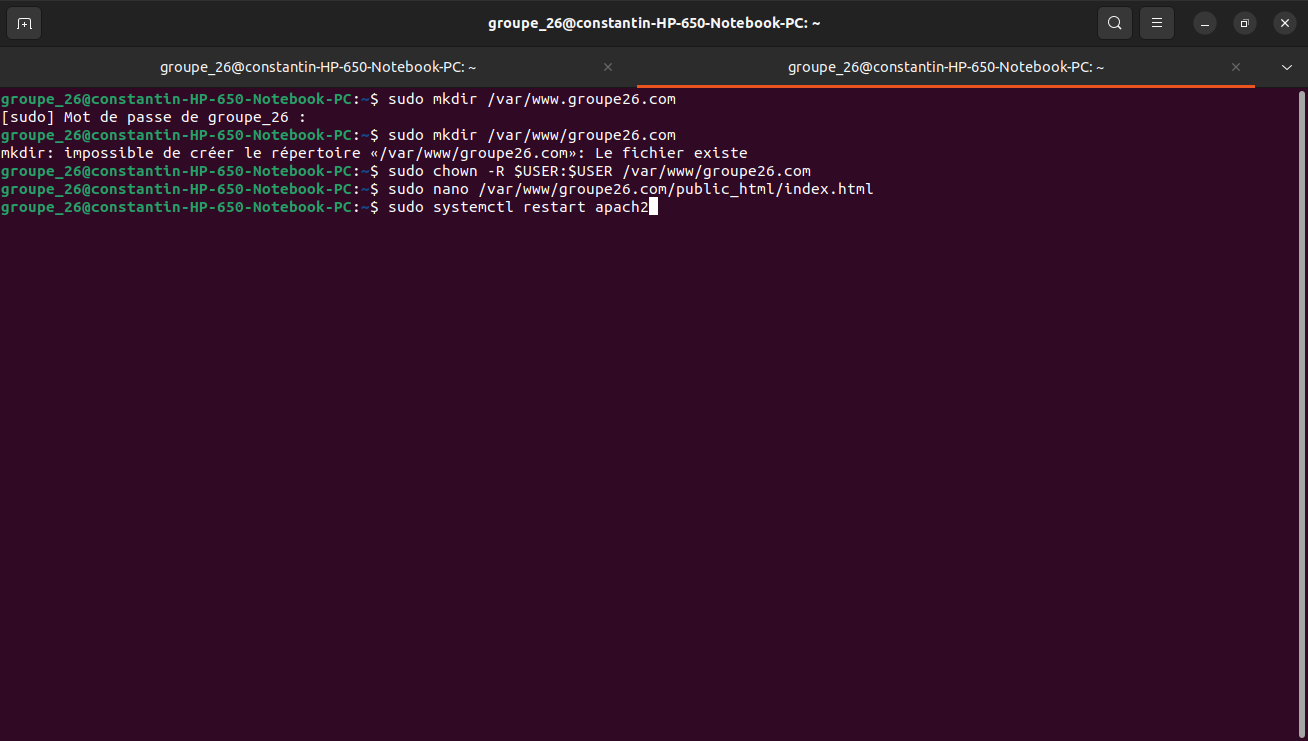 groupe_26@constantin-HP-650-Notebook-PC: ~
groupe_26@constantin-HP-650-Notebook-PC: ~
groupe_26@constantin-HP-650-Notebook-PC: ~
groupe_26@constantin-HP-650-Notebook-PC:~$ sudo mkdir /var/www.groupe26.com
[sudo] Mot de passe de groupe_26 :
groupe_26@constantin-HP-650-Notebook-PC:~$ sudo mkdir /var/www/groupe26.com
mkdir: impossible de créer le répertoire «/var/www/groupe26.com»: Le fichier existe
groupe_26@constantin-HP-650-Notebook-PC:~$ sudo chown -R $USER:$USER /var/www/groupe26.com
groupe_26@constantin-HP-650-Notebook-PC:~$ sudo nano /var/www/groupe26.com/public_html/index.html
groupe_26@constantin-HP-650-Notebook-PC:~$ sudo systemctl restart apach2